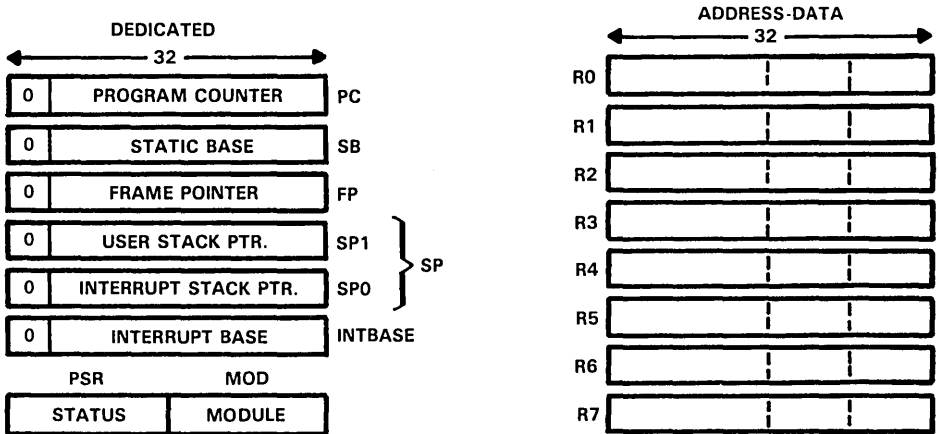 DEDICATED
32
0 PROGRAM COUNTER PC
0 STATIC BASE SB
0 FRAME POINTER FP
0 USER STACK PTR. SP1
SP
0 INTERRUPT STACK PTR. SP0
0 INTERRUPT BASE INTBASE
PSR MOD
STATUS MODULE
ADDRESS-DATA
32
R0
R1
R2
R3
R4
R5
R6
R7